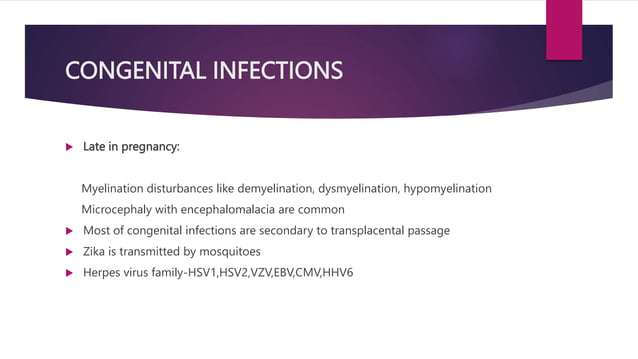 CONGENITAL INFECTIONS
Late in pregnancy:
Myelination disturbances like demyelination, dysmyelination, hypomyelination
Microcephaly with encephalomalacia are common
Most of congenital infections are secondary to transplacental passage
Zika is transmitted by mosquitoes
Herpes virus family-HSV1,HSV2,VZV,EBV,CMV,HHV6